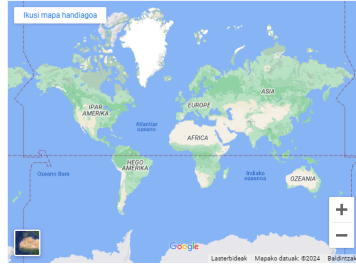 Ikusi mapa handiagoa
ASIA
EUROPE
IPAR
AMERIKA
Atlantiar
ozeanoa
AFRICA
HEGO
AMERIKA
Ozeano Barea
Indiako
ozeanoa
OZEANIA
Google
Lasterbideak Mapako datuak: ©2024 Baldintzak